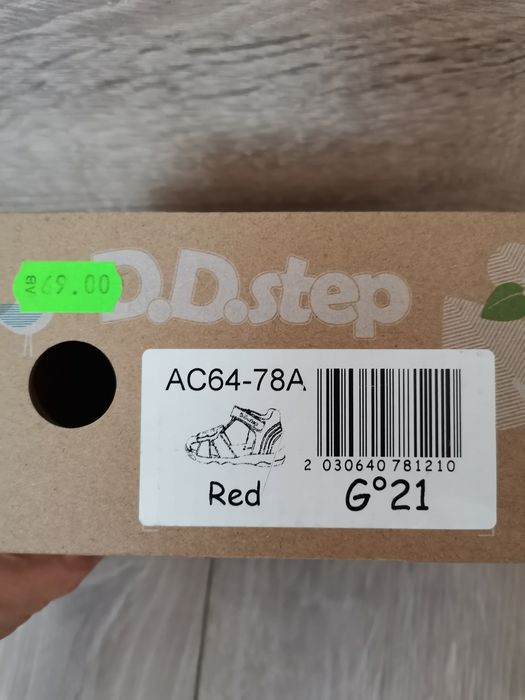 D.D.step
AB 69.00
AC64-78A
2 030640 781210
Red
G°21